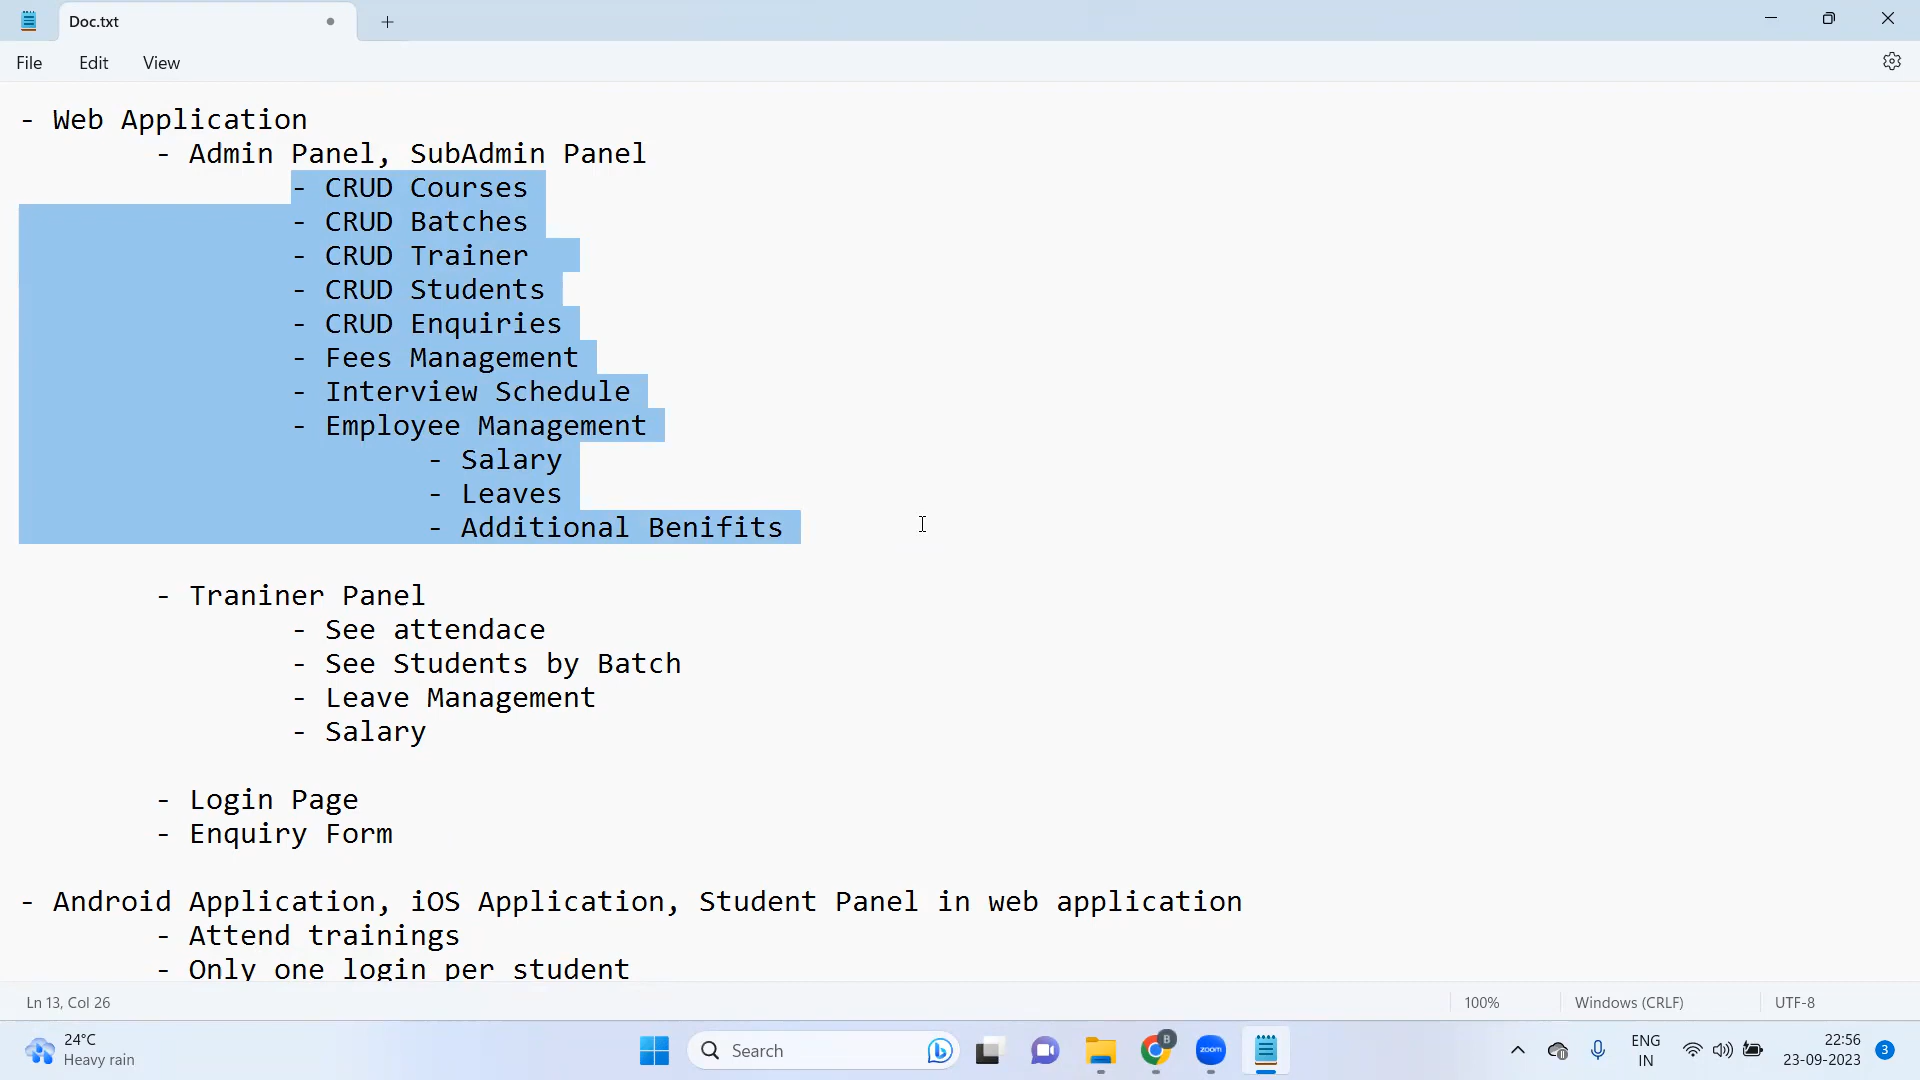 Doc.txt
File Edit View
- Web Application
- Admin Panel, SubAdmin Panel
- CRUD Courses
- CRUD Batches
- CRUD Trainer
- CRUD Students
- CRUD Enquiries
- Fees Management
- Interview Schedule
- Employee Management
- Salary
- Leaves
- Additional Benifits
- Traniner Panel
- See attendace
- See Students by Batch
- Leave Management
- Salary
- Login Page
- Enquiry Form
- Android Application, iOS Application, Student Panel in web application
- Attend trainings
- Only one login per student
Ln 13, Col 26 100% Windows (CRLF) UTF-8
24°C
Heavy rain
Search
B
zoom
ENG
IN
22:56
23-09-2023
3